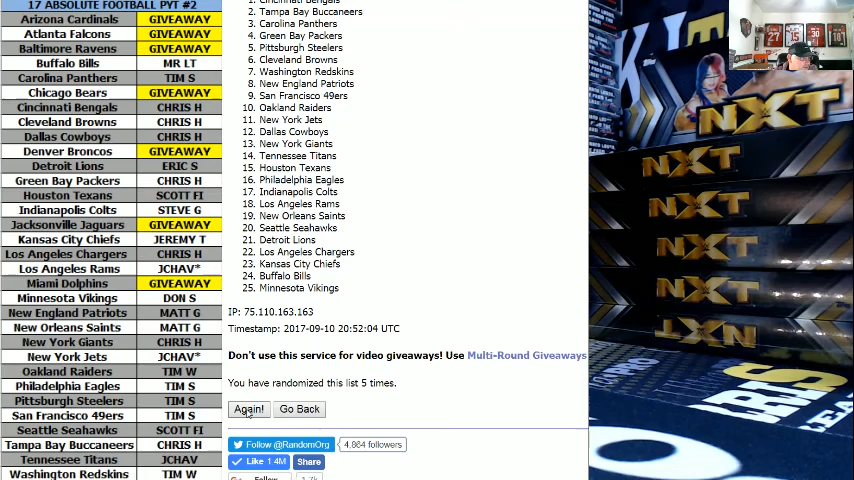 17 ABSOLUTE FOOTBALL PYT #2
Arizona Cardinals GIVEAWAY
Atlanta Falcons GIVEAWAY
Baltimore Ravens GIVEAWAY
Buffalo Bills MR LT
Carolina Panthers TIM S
Chicago Bears GIVEAWAY
Cincinnati Bengals CHRIS H
Cleveland Browns CHRIS H
Dallas Cowboys CHRIS H
Denver Broncos GIVEAWAY
Detroit Lions ERIC S
Green Bay Packers CHRIS H
Houston Texans SCOTT FI
Indianapolis Colts STEVE G
Jacksonville Jaguars GIVEAWAY
Kansas City Chiefs JEREMY T
Los Angeles Chargers CHRIS H
Los Angeles Rams JCHAV*
Miami Dolphins GIVEAWAY
Minnesota Vikings DON S
New England Patriots MATT G
New Orleans Saints MATT G
New York Giants CHRIS H
New York Jets JCHAV*
Oakland Raiders TIM W
Philadelphia Eagles TIM S
Pittsburgh Steelers TIM S
San Francisco 49ers TIM S
Seattle Seahawks SCOTT FI
Tampa Bay Buccaneers CHRIS H
Tennessee Titans JCHAV
Washington Redskins TIM W
1. Cincinnati Bengals
2. Tampa Bay Buccaneers
3. Carolina Panthers
4. Green Bay Packers
5. Pittsburgh Steelers
6. Cleveland Browns
7. Washington Redskins
8. New England Patriots
9. San Francisco 49ers
10. Oakland Raiders
11. New York Jets
12. Dallas Cowboys
13. New York Giants
14. Tennessee Titans
15. Houston Texans
16. Philadelphia Eagles
17. Indianapolis Colts
18. Los Angeles Rams
19. New Orleans Saints
20. Seattle Seahawks
21. Detroit Lions
22. Los Angeles Chargers
23. Kansas City Chiefs
24. Buffalo Bills
25. Minnesota Vikings
IP: 75.110.163.163
Timestamp: 2017-09-10 20:52:04 UTC
Don't use this service for video giveaways! Use Multi-Round Giveaways
You have randomized this list 5 times.
Again! Go Back
Follow @RandomOrg 4,864 followers
Like 1.4M Share
Follow 1.7k
NXT
NXT
NXT
NXT
NXT
NXT
27 15 30 18